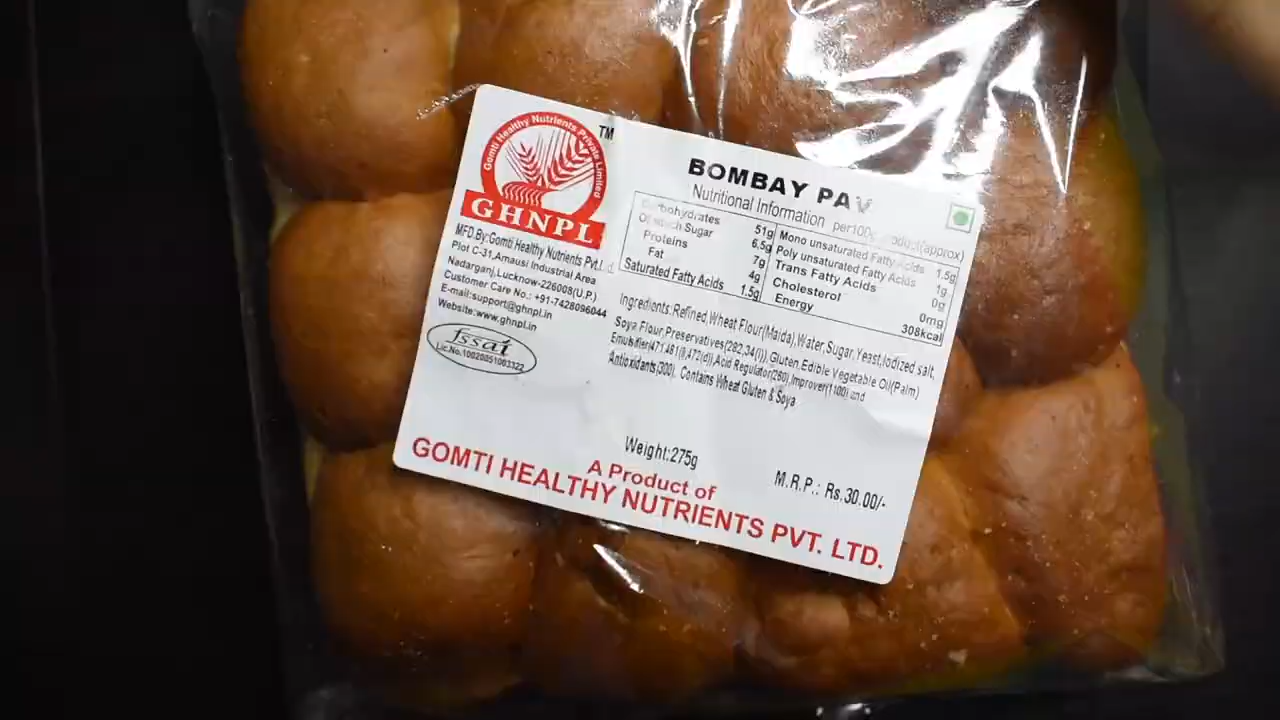 Gomti Healthy Nutrients Private Limited
TM
GHNPL
MFD By:Gomti Healthy Nutrients Pvt.Ltd.
Plot C-31,Amausi Industrial Area
Nadarganj,Lucknow-226008(U.P.)
Customer Care No.: +91-7428096044
E-mail:support@ghnpl.in
Website:www.ghnpl.in
fssai
BOMBAY PAV
Nutritional Information per100g product(approx)
Carbohydrates 51g
Of which Sugar 6.5g
Proteins 7g
Fat 4g
Saturated Fatty Acids 1.5g
Mono unsaturated Fatty Acids 1.5g
Poly unsaturated Fatty Acids 1g
Trans Fatty Acids 0g
Cholesterol 0mg
Energy 308kcal
Ingredients:Refined Wheat Flour(Maida),Water,Sugar,Yeast,Iodized salt,
Soya Flour,Preservatives(282,34(i)),Gluten,Edible Vegetable Oil(Palm)
Acid Regulator(260),Improver(1100) and
Antioxidants(300), Contains Wheat Gluten & Soya
Weight:275g
M.R.P.: Rs.30.00/-
A Product of
GOMTI HEALTHY NUTRIENTS PVT. LTD.